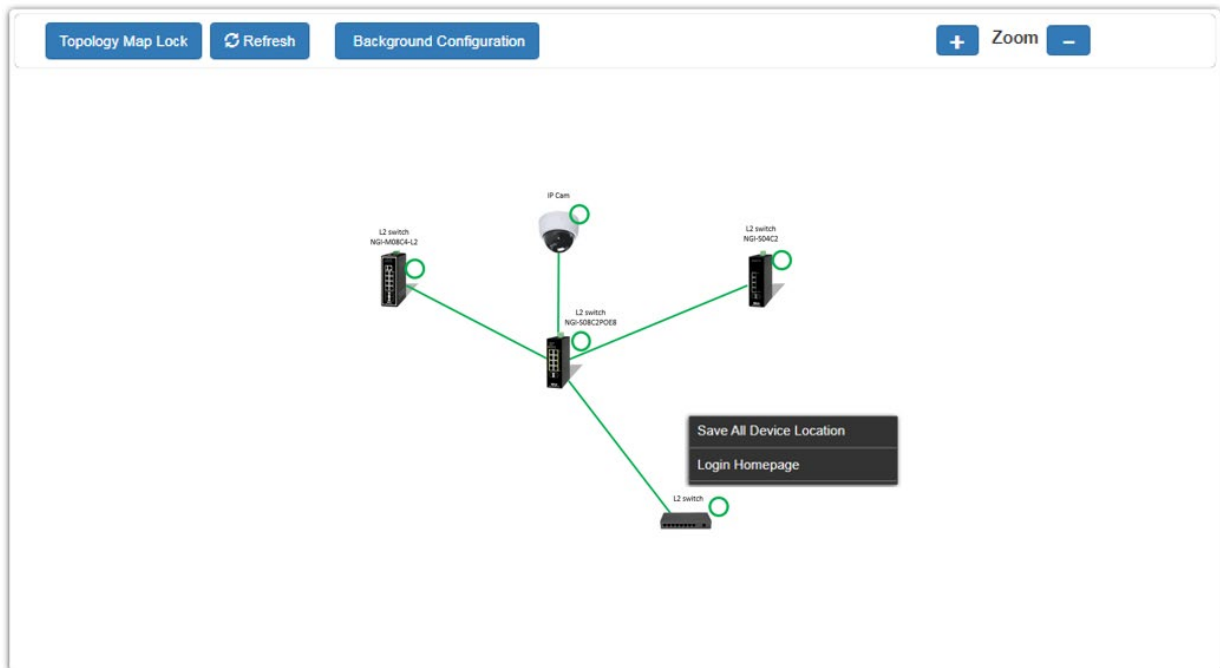 Topology Map Lock
Refresh
Background Configuration
+ Zoom −
IP Cam
L2 switch
NGI-M08C4-L2
L2 switch
NGI-S04C2
L2 switch
NGI-S08C2POE8
Save All Device Location
Login Homepage
L2 switch